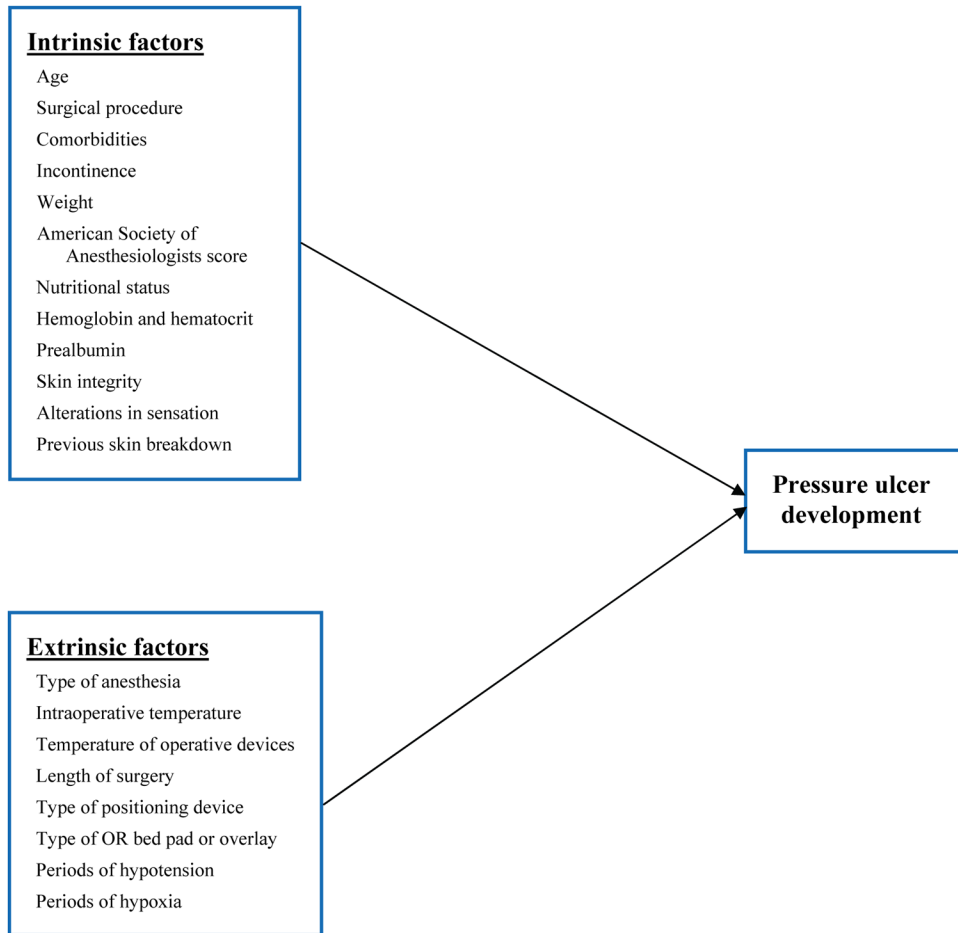 Intrinsic factors
Age
Surgical procedure
Comorbidities
Incontinence
Weight
American Society of
Anesthesiologists score
Nutritional status
Hemoglobin and hematocrit
Prealbumin
Skin integrity
Alterations in sensation
Previous skin breakdown
Pressure ulcer
development
Extrinsic factors
Type of anesthesia
Intraoperative temperature
Temperature of operative devices
Length of surgery
Type of positioning device
Type of OR bed pad or overlay
Periods of hypotension
Periods of hypoxia